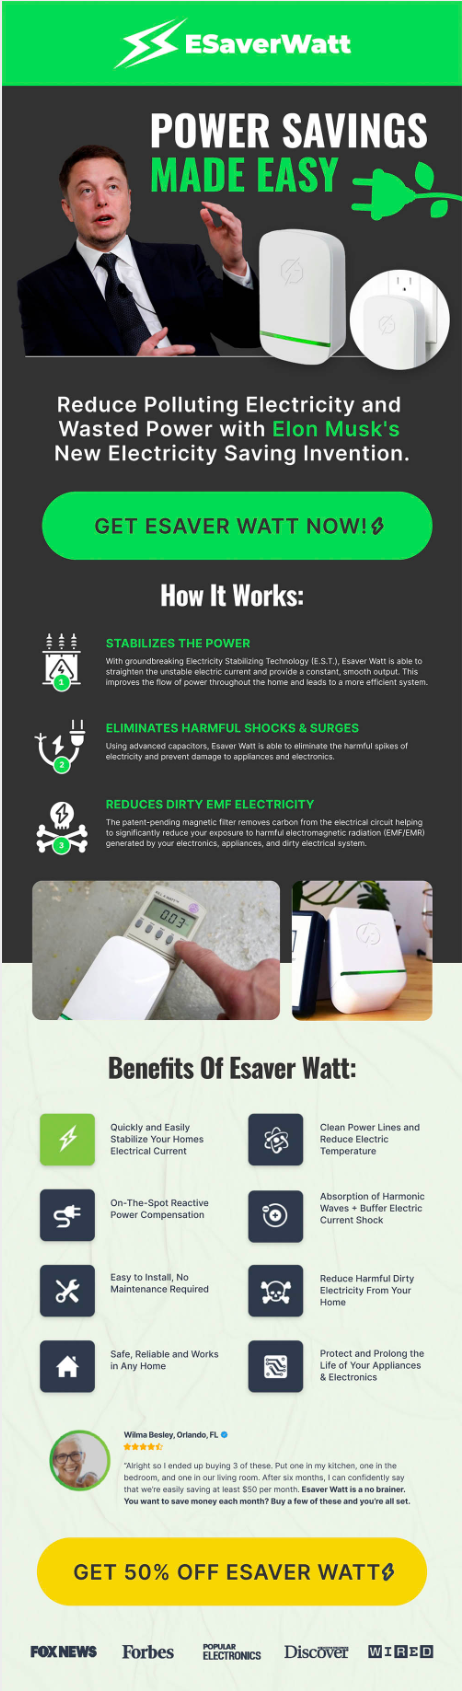 ESaverWatt
POWER SAVINGS
MADE EASY
Reduce Polluting Electricity and
Wasted Power with Elon Musk's
New Electricity Saving Invention.
GET ESAVER WATT NOW!
How It Works:
STABILIZES THE POWER
With groundbreaking Electricity Stabilizing Technology (E.S.T.), Esaver Watt is able to
straighten the unstable electric current and provide a constant, smooth output. This
improves the flow of power throughout the home and leads to a more efficient system.
1
ELIMINATES HARMFUL SHOCKS & SURGES
Using advanced capacitors, Esaver Watt is able to eliminate the harmful spikes of
electricity and prevent damage to appliances and electronics.
2
REDUCES DIRTY EMF ELECTRICITY
The patent-pending magnetic filter removes carbon from the electrical circuit helping
to significantly reduce your exposure to harmful electromagnetic radiation (EMF/EMR)
generated by your electronics, appliances, and dirty electrical system.
3
003
Benefits Of Esaver Watt:
Quickly and Easily
Stabilize Your Homes
Electrical Current
Clean Power Lines and
Reduce Electric
Temperature
On-The-Spot Reactive
Power Compensation
Absorption of Harmonic
Waves + Buffer Electric
Current Shock
Easy to Install, No
Maintenance Required
Reduce Harmful Dirty
Electricity From Your
Home
Safe, Reliable and Works
in Any Home
Protect and Prolong the
Life of Your Appliances
& Electronics
Wilma Besley, Orlando, FL
"Alright so I ended up buying 3 of these. Put one in my kitchen, one in the
bedroom, and one in our living room. After six months, I can confidently say
that we're easily saving at least $50 per month. Esaver Watt is a no brainer.
You want to save money each month? Buy a few of these and you're all set.
GET 50% OFF ESAVER WATT
FOX NEWS
Forbes
POPULAR
ELECTRONICS
Discover
WIRED